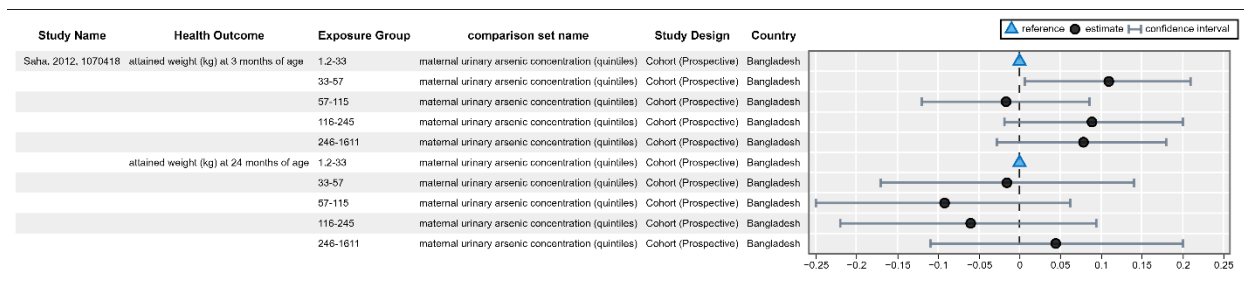 reference estimate confidence interval
Study Name Health Outcome Exposure Group comparison set name Study Design Country
Saha, 2012, 1070418 attained weight (kg) at 3 months of age 1.2-33 maternal urinary arsenic concentration (quintiles) Cohort (Prospective) Bangladesh
33-57 maternal urinary arsenic concentration (quintiles) Cohort (Prospective) Bangladesh
57-115 maternal urinary arsenic concentration (quintiles) Cohort (Prospective) Bangladesh
116-245 maternal urinary arsenic concentration (quintiles) Cohort (Prospective) Bangladesh
246-1611 maternal urinary arsenic concentration (quintiles) Cohort (Prospective) Bangladesh
attained weight (kg) at 24 months of age 1.2-33 maternal urinary arsenic concentration (quintiles) Cohort (Prospective) Bangladesh
33-57 maternal urinary arsenic concentration (quintiles) Cohort (Prospective) Bangladesh
57-115 maternal urinary arsenic concentration (quintiles) Cohort (Prospective) Bangladesh
116-245 maternal urinary arsenic concentration (quintiles) Cohort (Prospective) Bangladesh
246-1611 maternal urinary arsenic concentration (quintiles) Cohort (Prospective) Bangladesh
−0.25 −0.2 −0.15 −0.1 −0.05 0 0.05 0.1 0.15 0.2 0.25